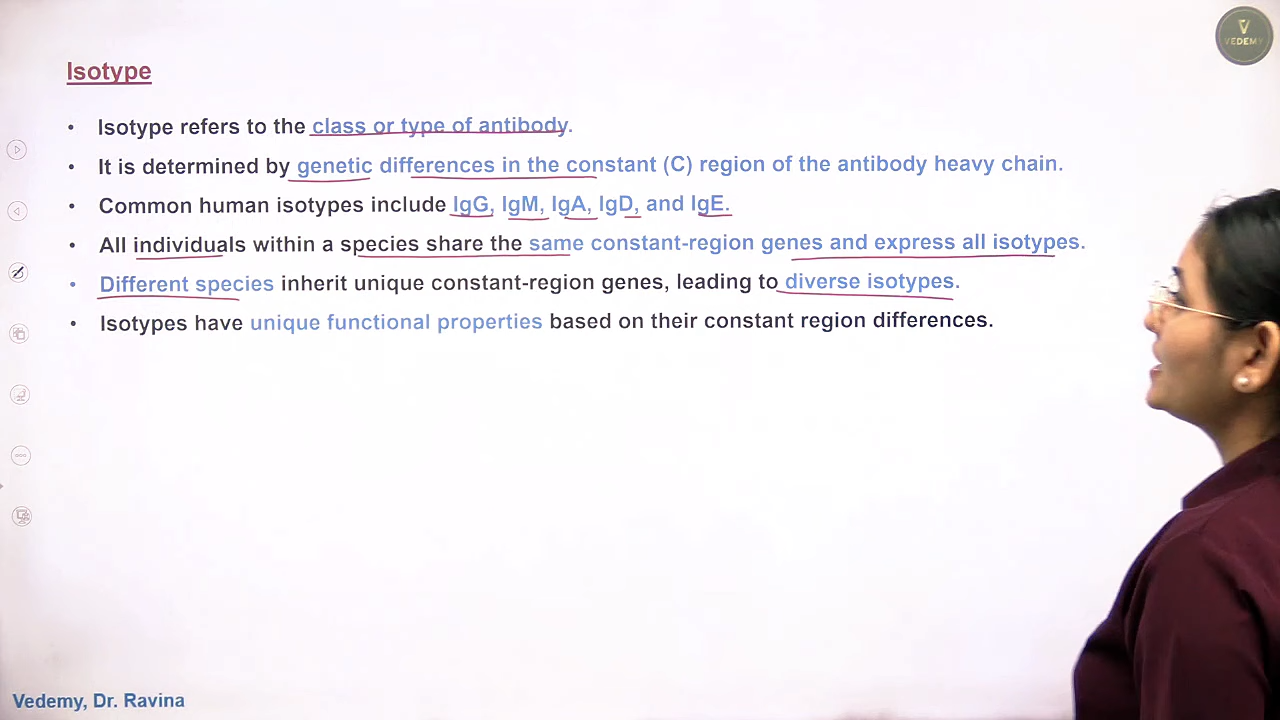 VEDEMY
Isotype
• Isotype refers to the class or type of antibody.
• It is determined by genetic differences in the constant (C) region of the antibody heavy chain.
• Common human isotypes include IgG, IgM, IgA, IgD, and IgE.
• All individuals within a species share the same constant-region genes and express all isotypes.
• Different species inherit unique constant-region genes, leading to diverse isotypes.
• Isotypes have unique functional properties based on their constant region differences.
Vedemy, Dr. Ravina